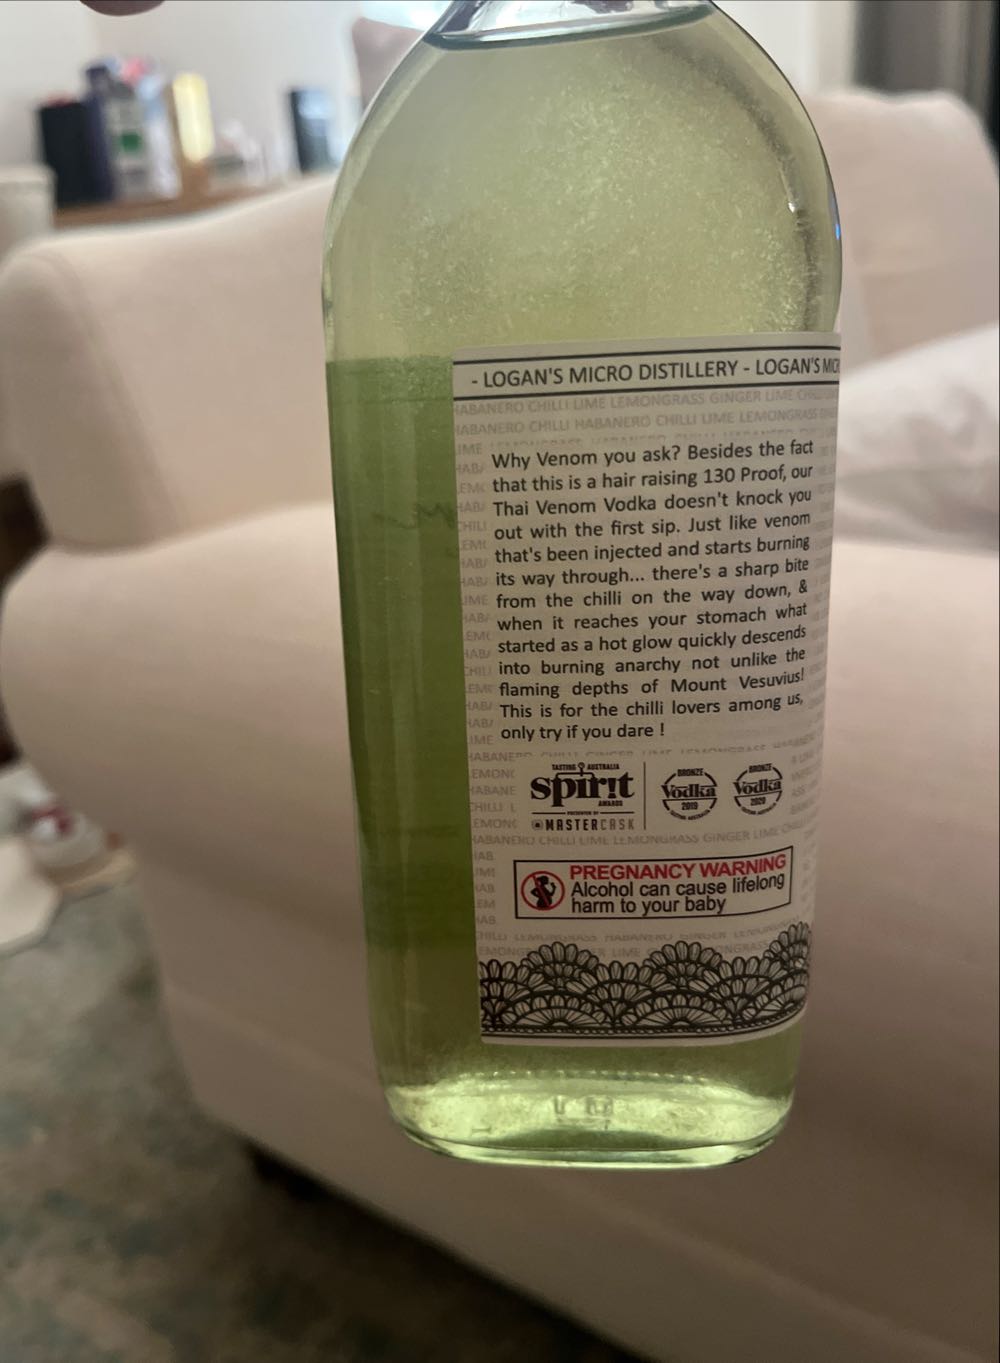 - LOGAN'S MICRO DISTILLERY - LOGAN'S
HABANERO CHILLI LIME LEMONGRASS GINGER LIME
HABANERO CHILLI HABANERO CHILLI LIME LEMONGRASS
Why Venom you ask? Besides the fact
that this is a hair raising 130 Proof, our
Thai Venom Vodka doesn't knock you
out with the first sip. Just like venom
that's been injected and starts burning
its way through... there's a sharp bite
from the chilli on the way down, &
when it reaches your stomach what
started as a hot glow quickly descends
into burning anarchy not unlike the
flaming depths of Mount Vesuvius!
This is for the chilli lovers among us,
only try if you dare !
TASTING AUSTRALIA
spir!t
AWARDS
PRESENTED BY
MASTERCASK
BRONZE
Vodka
2019
BRONZE
Vodka
2020
HABANERO CHILLI LIME LEMONGRASS GINGER LIME
PREGNANCY WARNING
Alcohol can cause lifelong
harm to your baby